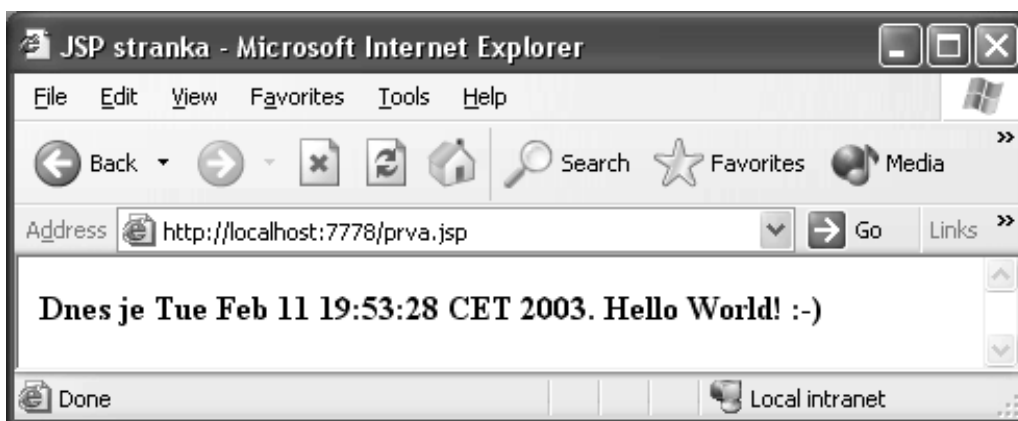 JSP stranka - Microsoft Internet Explorer
File Edit View Favorites Tools Help
Back Search Favorites Media »
Address http://localhost:7778/prva.jsp Go Links »
Dnes je Tue Feb 11 19:53:28 CET 2003. Hello World! :-)
Done Local intranet